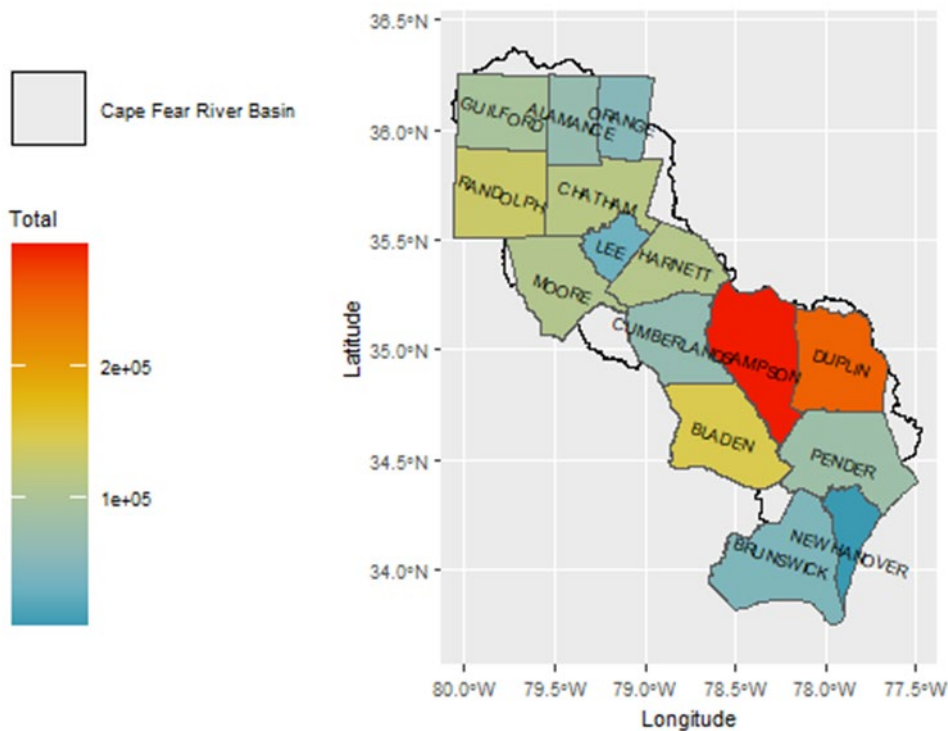 Cape Fear River Basin
Total
2e+05
1e+05
36.5°N
36.0°N
35.5°N
35.0°N
34.5°N
34.0°N
Latitude
GUILFORD
ALAMANCE
ORANGE
RANDOLPH
CHATHAM
LEE
HARNETT
MOORE
CUMBERLAND
SAMPSON
DUPLIN
BLADEN
PENDER
NEW HANOVER
BRUNSWICK
80.0°W 79.5°W 79.0°W 78.5°W 78.0°W 77.5°W
Longitude